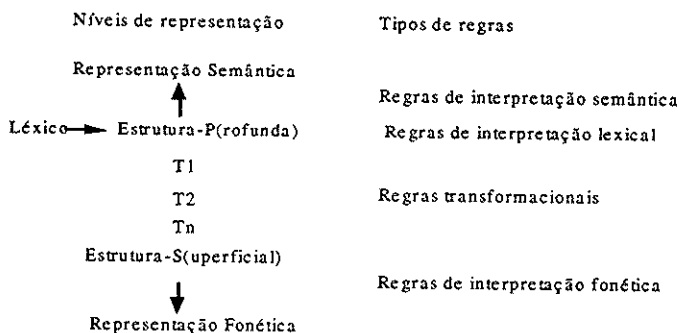 Níveis de representação Tipos de regras
Representação Semântica
Regras de interpretação semântica
Léxico Estrutura-P(rofunda) Regras de interpretação lexical
T1
T2 Regras transformacionais
Tn
Estrutura-S(uperficial)
Regras de interpretação fonética
Representação Fonética